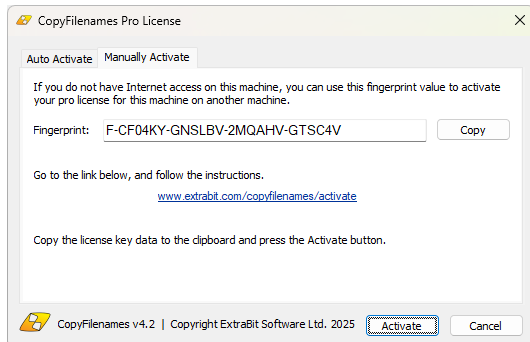 CopyFilenames Pro License
Auto Activate
Manually Activate
If you do not have Internet access on this machine, you can use this fingerprint value to activate
your pro license for this machine on another machine.
Fingerprint:
F-CF04KY-GNSLBV-2MQAHV-GTSC4V
Copy
Go to the link below, and follow the instructions.
www.extrabit.com/copyfilenames/activate
Copy the license key data to the clipboard and press the Activate button.
CopyFilenames v4.2 | Copyright ExtraBit Software Ltd. 2025
Activate
Cancel